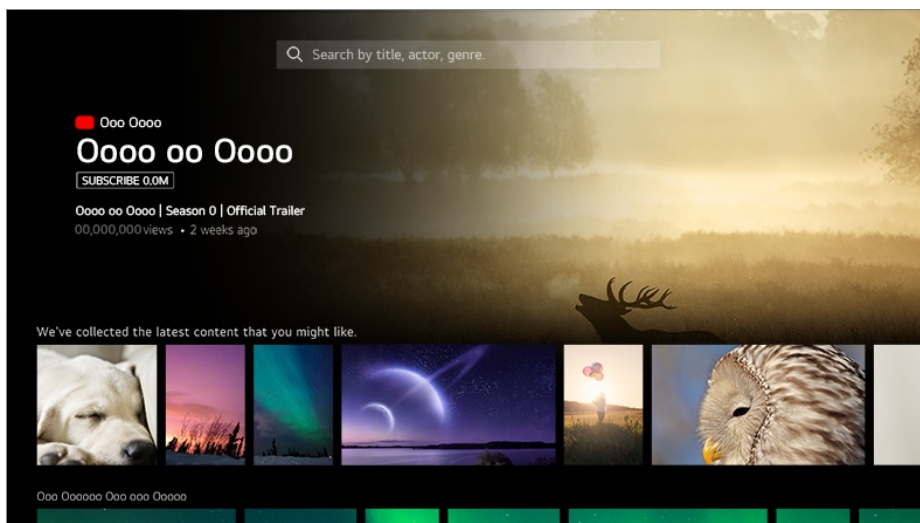 Search by title, actor, genre.
Ooo Oooo
Oooo oo Oooo
SUBSCRIBE 0.0M
Oooo oo Oooo | Season 0 | Official Trailer
00,000,000 views • 2 weeks ago
We've collected the latest content that you might like.
Ooo Oooooo Ooo ooo Ooooo